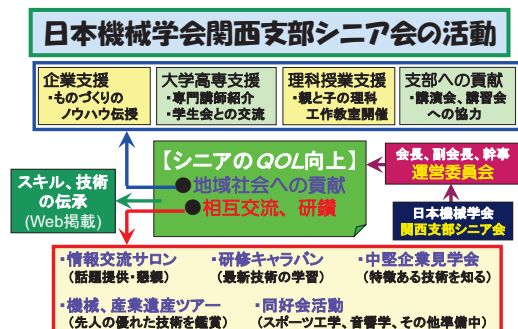 日本機械学会関西支部シニア会の活動
企業支援
・ものづくりの
ノウハウ伝授
大学高専支援
・専門講師紹介
・学生会との交流
理科授業支援
・親と子の理科
工作教室開催
支部への貢献
・講演会、講習会
への協力
【シニアのQOL向上】
●地域社会への貢献
●相互交流、研鑽
スキル、技術
の伝承
(Web掲載)
会長、副会長、幹事
運営委員会
日本機械学会
関西支部シニア会
・情報交流サロン
(話題提供・懇親)
・研修キャラバン
(最新技術の学習)
・中堅企業見学会
(特徴ある技術を知る)
・機械、産業遺産ツアー
(先人の優れた技術を鑑賞)
・同好会活動
(スポーツ工学、音響学、その他準備中)